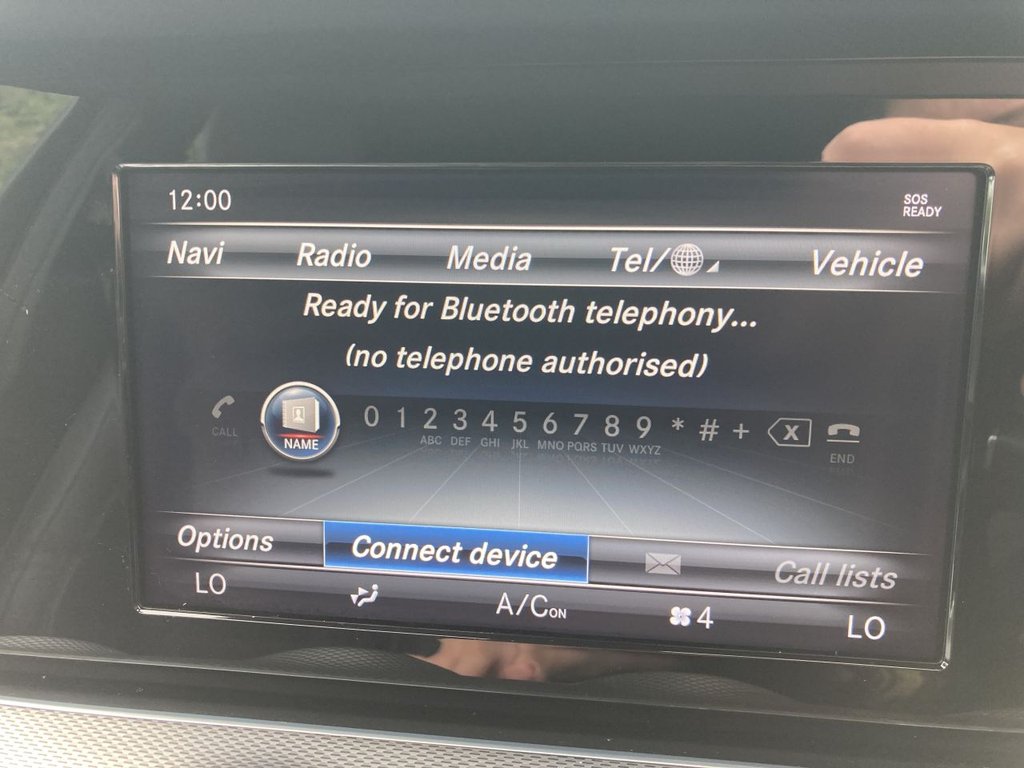 12:00 SOS READY
Navi Radio Media Tel/ Vehicle
Ready for Bluetooth telephony...
(no telephone authorised)
CALL NAME 0 1 2 3 4 5 6 7 8 9 * # + X END
ABC DEF GHI JKL MNO PQRS TUV WXYZ
Options Connect device Call lists
LO A/C ON 4 LO